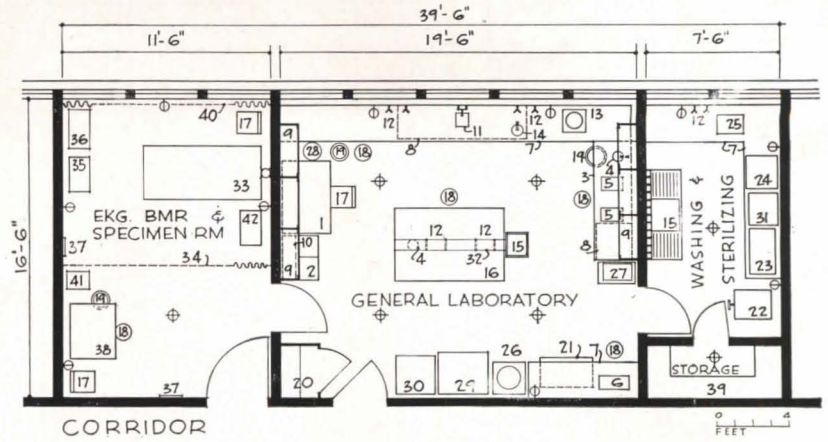 39'-6"
11'-6" 19'-6" 7'-6"
16'-6"
40 17 36 35 33 42 37
EKG. BMR &
SPECIMEN RM
34
41 19 18 38 17 37
9 12 8 11 14 7 12 13
28 19 18 1 17 10 9 2
18 12 12 4 32 16 15
19 4 3 5 18 5 8 9 27
GENERAL LABORATORY
20 30 29 26 21 7 18 6
12 25 7 24 31 15 23 22
WASHING &
STERILIZING
STORAGE
39
CORRIDOR
0 4
FEET